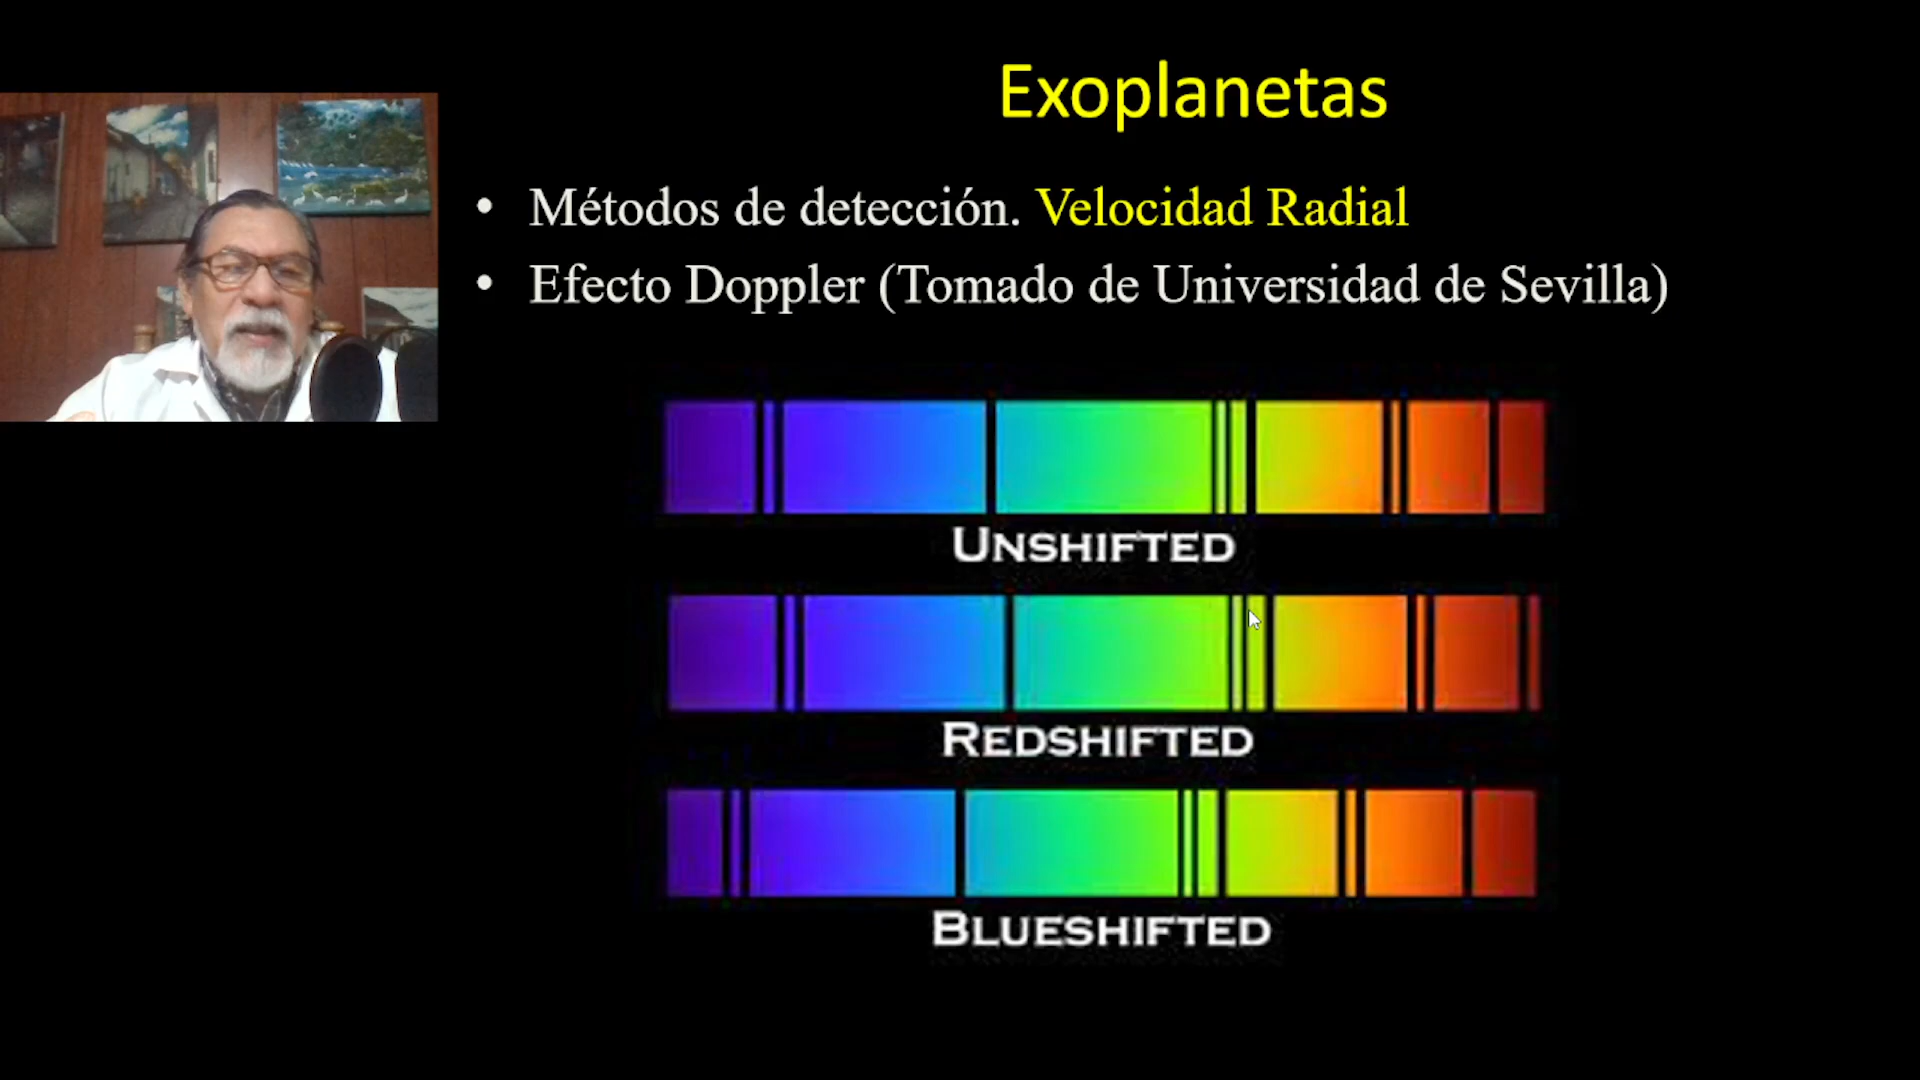 Exoplanetas
• Métodos de detección. Velocidad Radial
• Efecto Doppler (Tomado de Universidad de Sevilla)
UNSHIFTED
REDSHIFTED
BLUESHIFTED